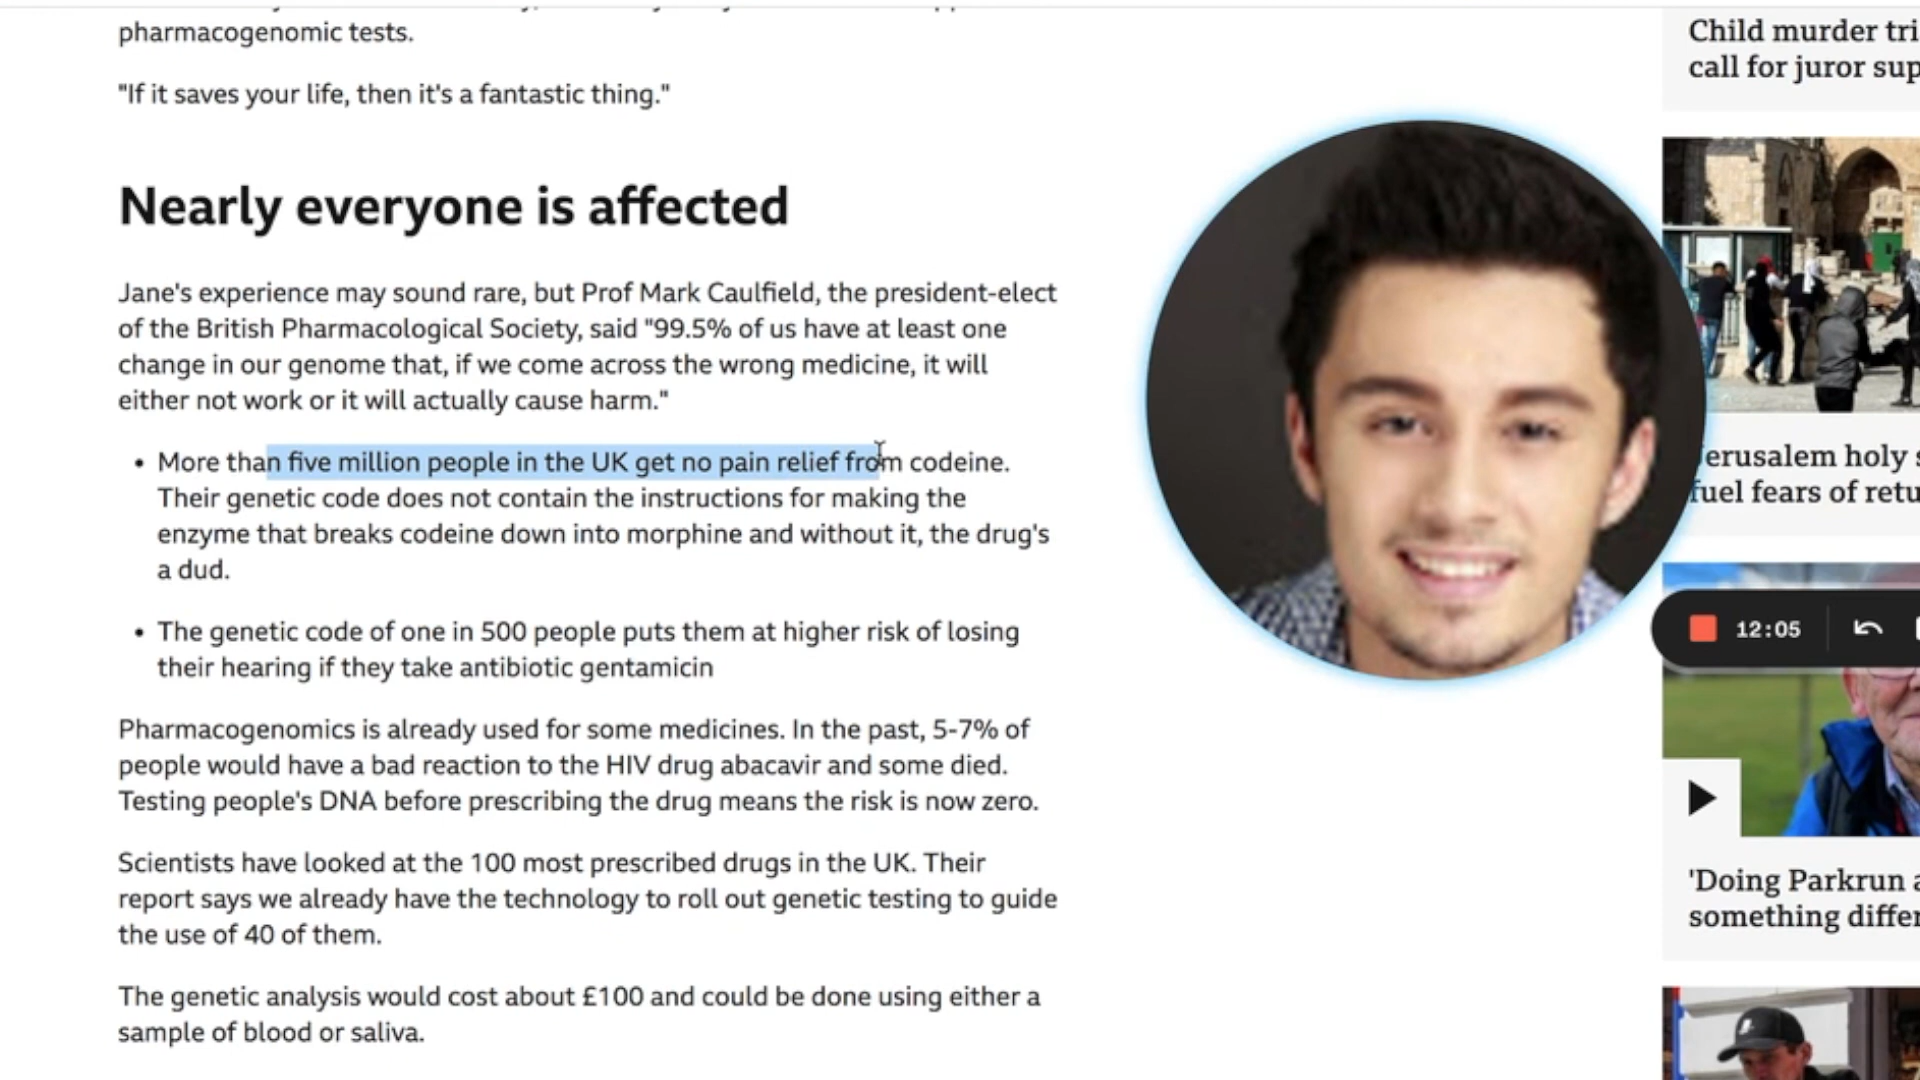 pharmacogenomic tests.
"If it saves your life, then it's a fantastic thing."
Nearly everyone is affected
Jane's experience may sound rare, but Prof Mark Caulfield, the president-elect
of the British Pharmacological Society, said "99.5% of us have at least one
change in our genome that, if we come across the wrong medicine, it will
either not work or it will actually cause harm."
• More than five million people in the UK get no pain relief from codeine.
Their genetic code does not contain the instructions for making the
enzyme that breaks codeine down into morphine and without it, the drug's
a dud.
• The genetic code of one in 500 people puts them at higher risk of losing
their hearing if they take antibiotic gentamicin
Pharmacogenomics is already used for some medicines. In the past, 5-7% of
people would have a bad reaction to the HIV drug abacavir and some died.
Testing people's DNA before prescribing the drug means the risk is now zero.
Scientists have looked at the 100 most prescribed drugs in the UK. Their
report says we already have the technology to roll out genetic testing to guide
the use of 40 of them.
The genetic analysis would cost about £100 and could be done using either a
sample of blood or saliva.
Child murder tri
call for juror sup
erusalem holy s
fuel fears of retu
12:05
'Doing Parkrun a
something differ